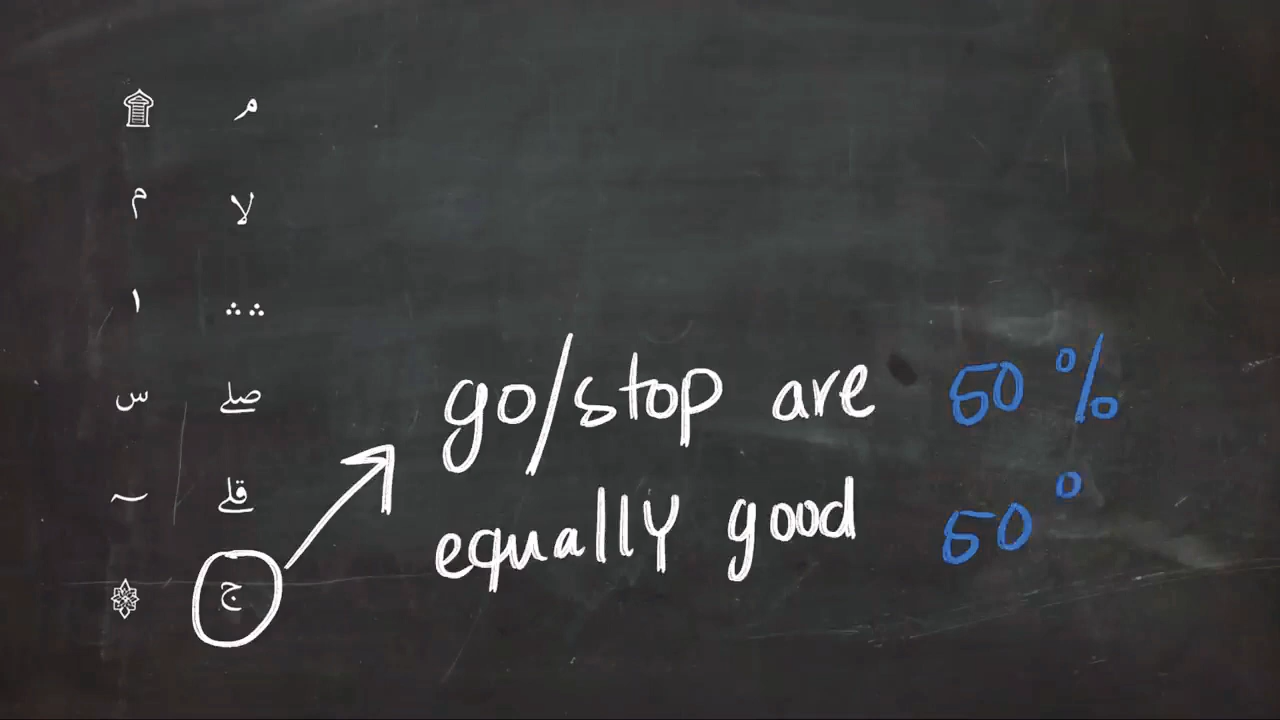 ۩ م
م لا
ا ∴ ∴
س صلے
~ قلے
ج
go/stop are 50 %
equally good 50 °